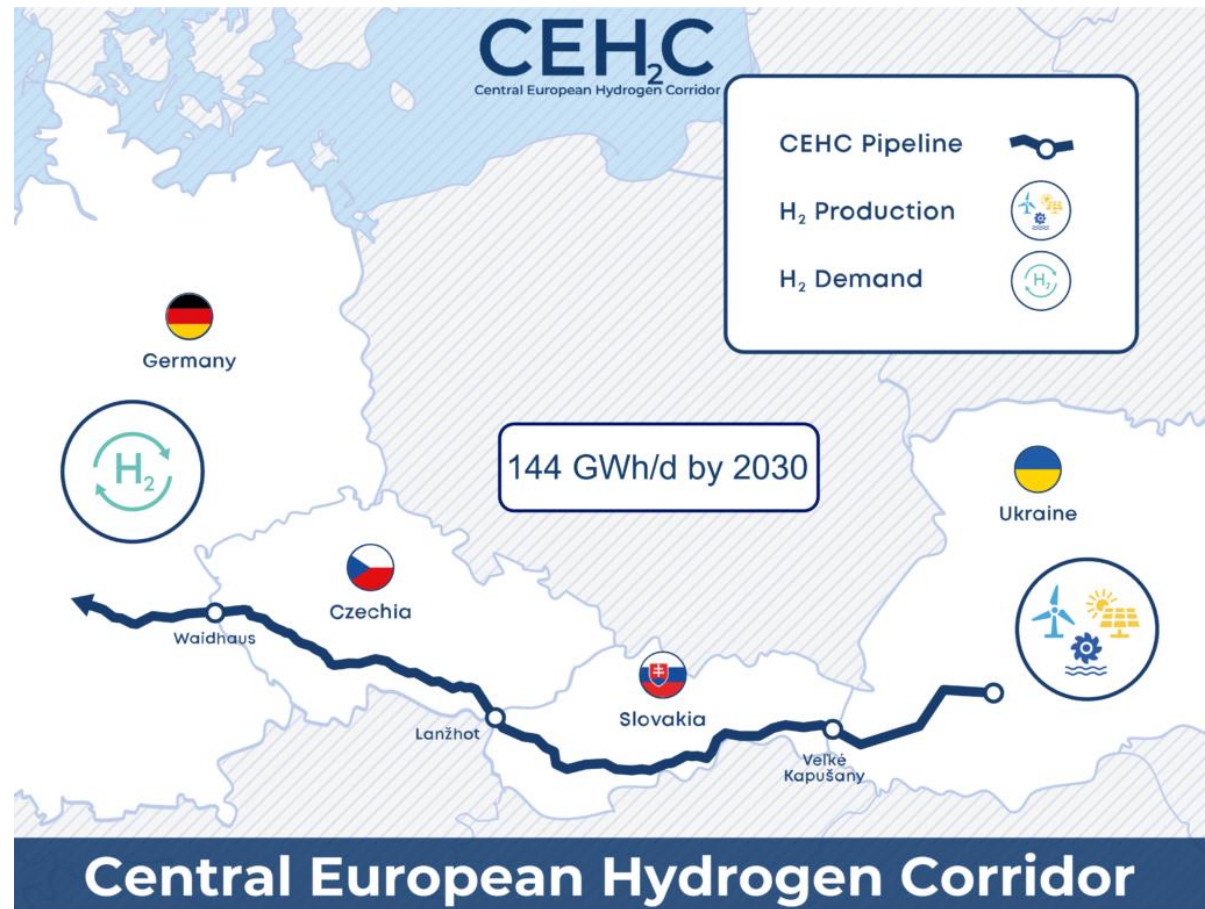 CEH₂C
Central European Hydrogen Corridor
CEHC Pipeline
H₂ Production
H₂ Demand
H₂
Germany
H₂
144 GWh/d by 2030
Ukraine
Czechia
Waidhaus
Slovakia
Lanžhot
Veľké
Kapušany
Central European Hydrogen Corridor